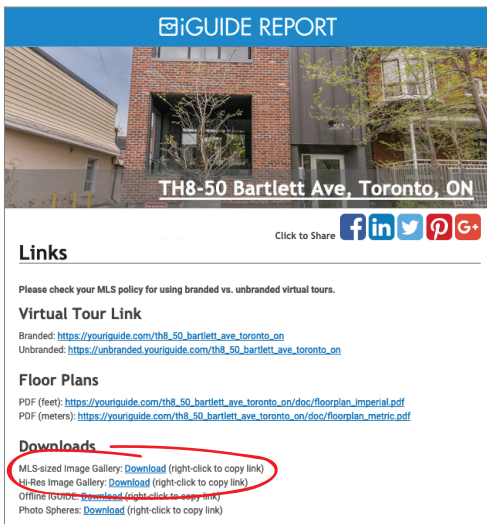 iGUIDE REPORT
TH8-50 Bartlett Ave, Toronto, ON
Click to Share
Links
Please check your MLS policy for using branded vs. unbranded virtual tours.
Virtual Tour Link
Branded: https://youriguide.com/th8_50_bartlett_ave_toronto_on
Unbranded: https://unbranded.youriguide.com/th8_50_bartlett_ave_toronto_on
Floor Plans
PDF (feet): https://youriguide.com/th8_50_bartlett_ave_toronto_on/doc/floorplan_imperial.pdf
PDF (meters): https://youriguide.com/th8_50_bartlett_ave_toronto_on/doc/floorplan_metric.pdf
Downloads
MLS-sized Image Gallery: Download (right-click to copy link)
Hi-Res Image Gallery: Download (right-click to copy link)
Offline iGUIDE: Download (right-click to copy link)
Photo Spheres: Download (right-click to copy link)